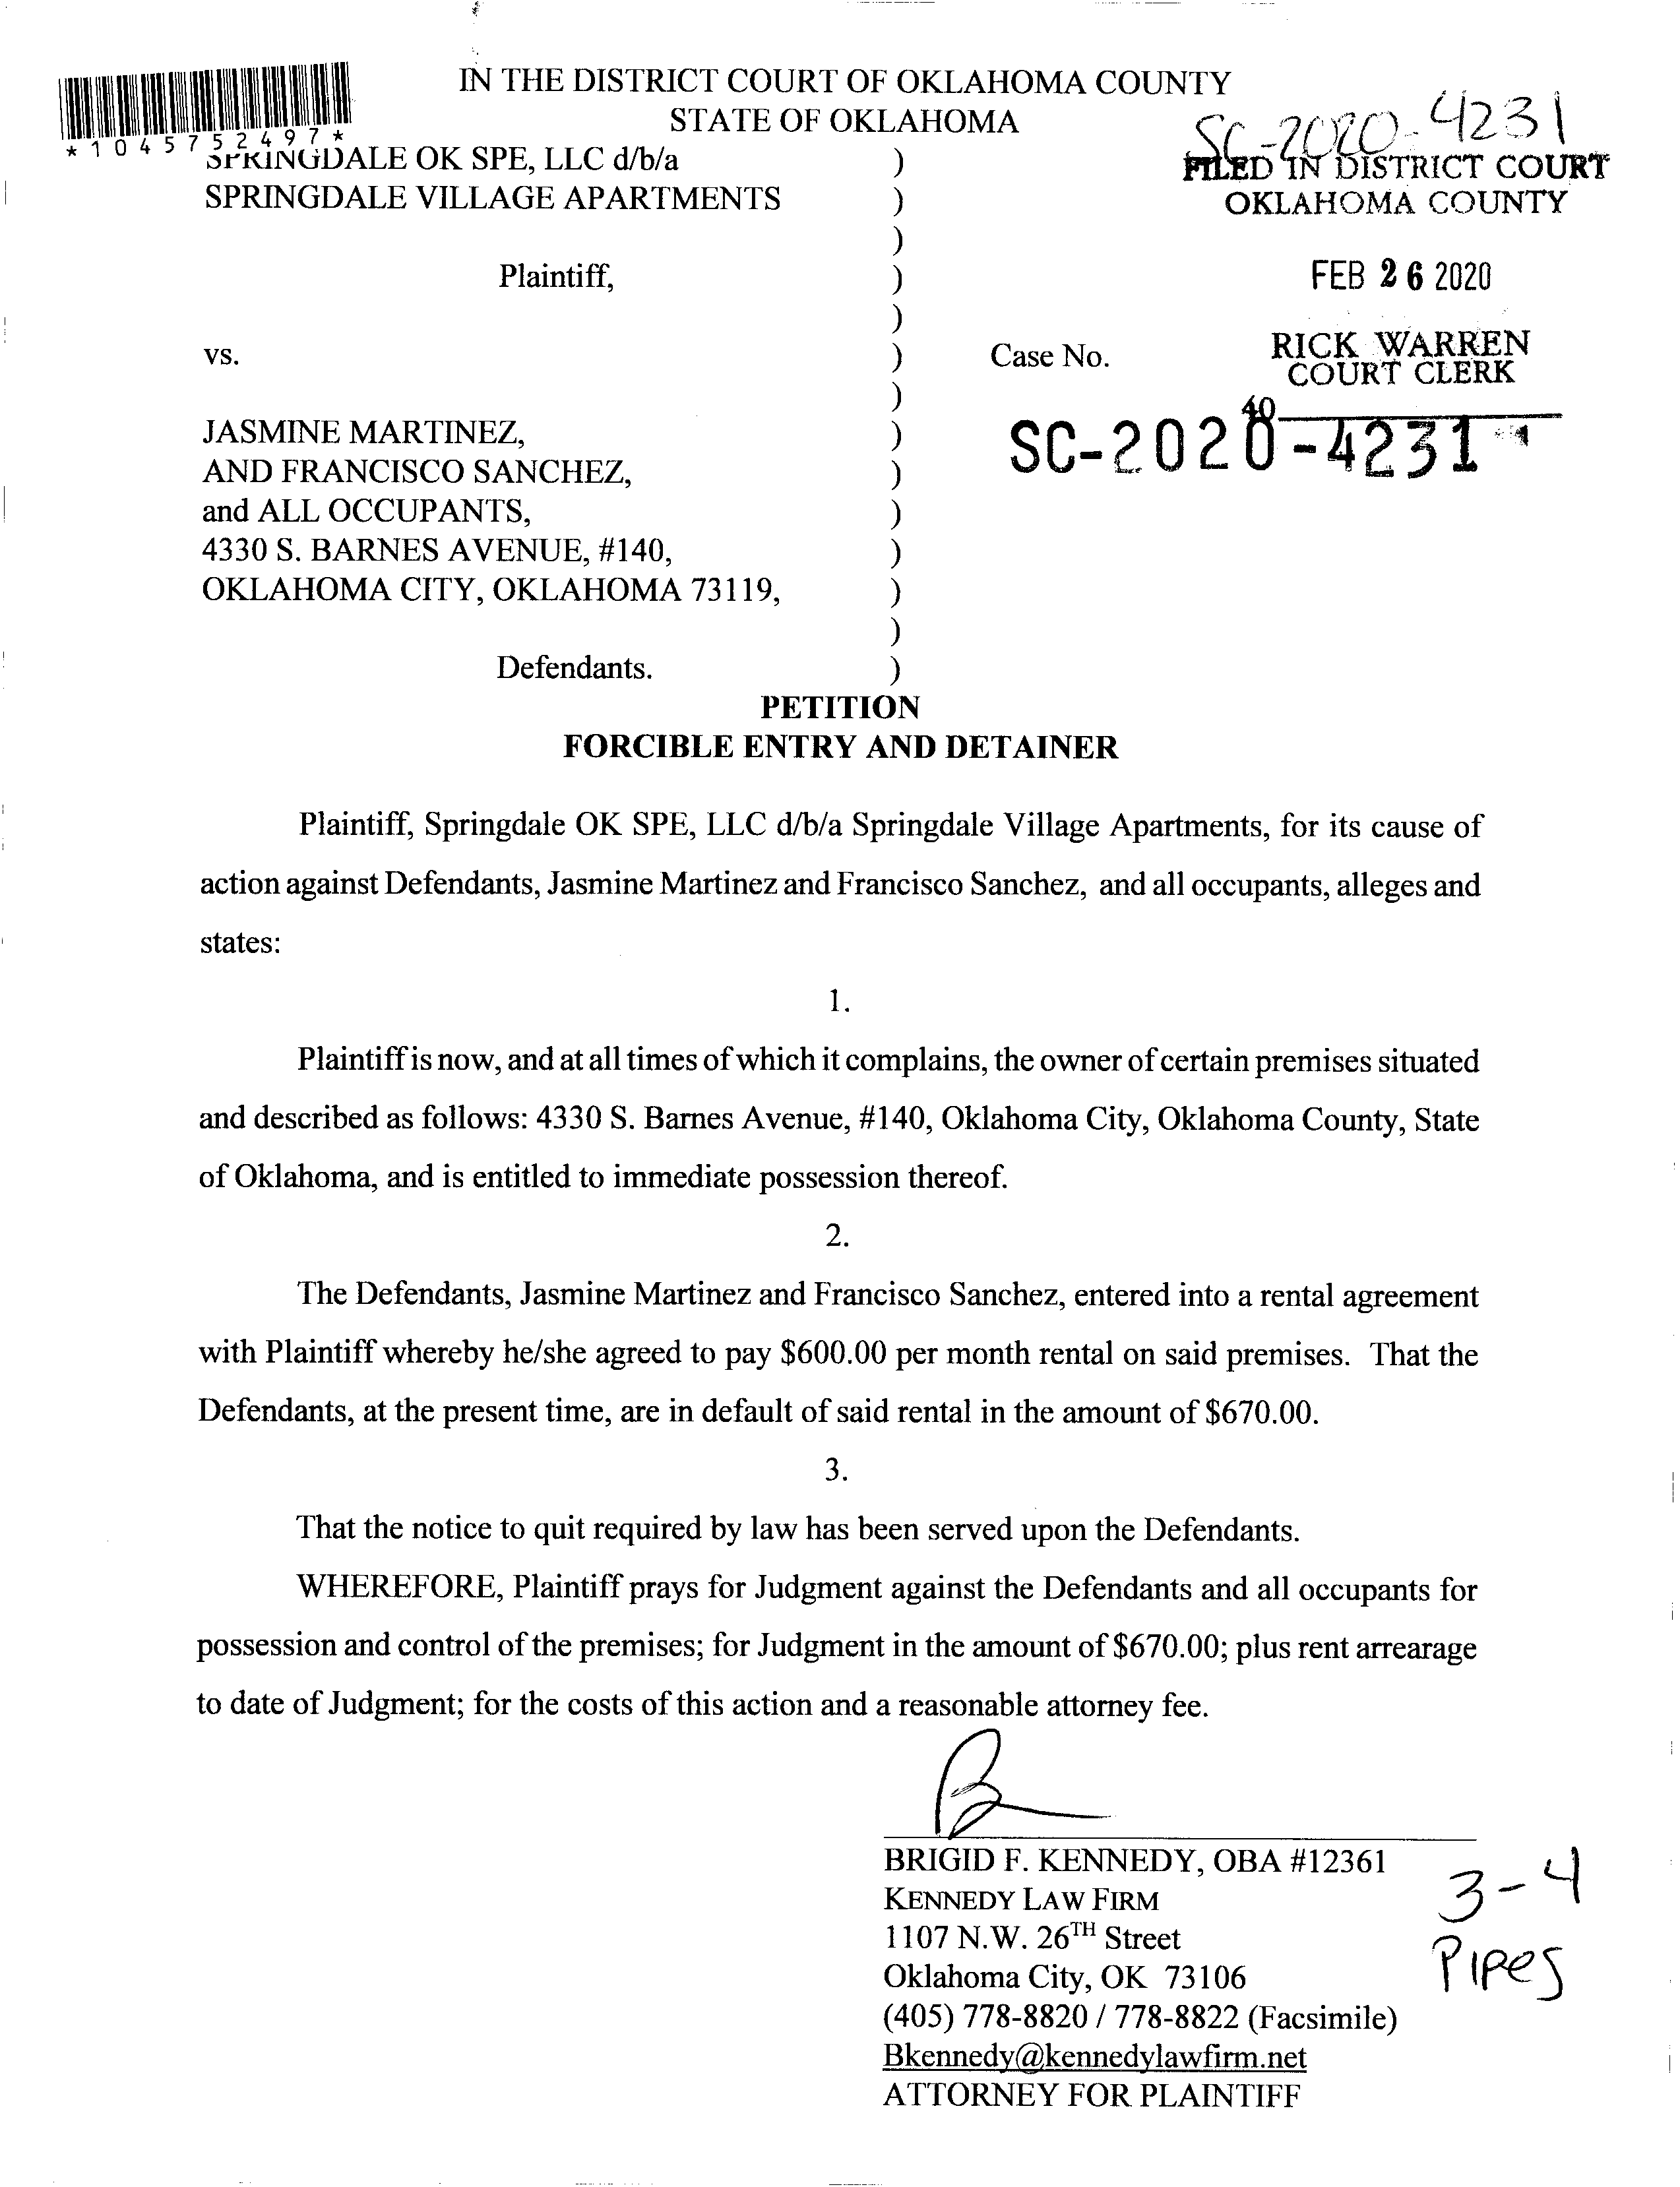 IN THE DISTRICT COURT OF OKLAHOMA COUNTY
STATE OF OKLAHOMA
SC-2020-4231
*1045752497*
SPRINGDALE OK SPE, LLC d/b/a )
FILED IN DISTRICT COURT
SPRINGDALE VILLAGE APARTMENTS )
OKLAHOMA COUNTY
)
Plaintiff, )
FEB 26 2020
)
vs. ) Case No.
RICK WARREN
COURT CLERK
)
40
JASMINE MARTINEZ, )
SC-2020-4231
AND FRANCISCO SANCHEZ, )
and ALL OCCUPANTS, )
4330 S. BARNES AVENUE, #140, )
OKLAHOMA CITY, OKLAHOMA 73119, )
)
Defendants. )
PETITION
FORCIBLE ENTRY AND DETAINER
Plaintiff, Springdale OK SPE, LLC d/b/a Springdale Village Apartments, for its cause of
action against Defendants, Jasmine Martinez and Francisco Sanchez, and all occupants, alleges and
states:
1.
Plaintiff is now, and at all times of which it complains, the owner of certain premises situated
and described as follows: 4330 S. Barnes Avenue, #140, Oklahoma City, Oklahoma County, State
of Oklahoma, and is entitled to immediate possession thereof.
2.
The Defendants, Jasmine Martinez and Francisco Sanchez, entered into a rental agreement
with Plaintiff whereby he/she agreed to pay $600.00 per month rental on said premises. That the
Defendants, at the present time, are in default of said rental in the amount of $670.00.
3.
That the notice to quit required by law has been served upon the Defendants.
WHEREFORE, Plaintiff prays for Judgment against the Defendants and all occupants for
possession and control of the premises; for Judgment in the amount of $670.00; plus rent arrearage
to date of Judgment; for the costs of this action and a reasonable attorney fee.
BRIGID F. KENNEDY, OBA #12361
KENNEDY LAW FIRM
1107 N.W. 26TH Street
Oklahoma City, OK 73106
(405) 778-8820 / 778-8822 (Facsimile)
Bkennedy@kennedylawfirm.net
ATTORNEY FOR PLAINTIFF
3-4
Pipes